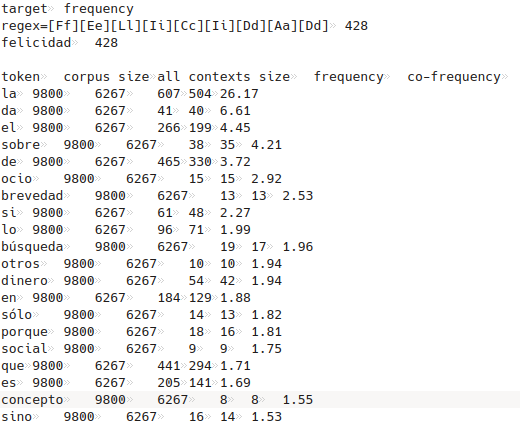 target frequency
regex=[Ff][Ee][Ll][Ii][Cc][Ii][Dd][Aa][Dd] 428
felicidad 428
token corpus size all contexts size frequency co-frequency
la 9800 6267 607 504 26.17
da 9800 6267 41 40 6.61
el 9800 6267 266 199 4.45
sobre 9800 6267 38 35 4.21
de 9800 6267 465 330 3.72
ocio 9800 6267 15 15 2.92
brevedad 9800 6267 13 13 2.53
si 9800 6267 61 48 2.27
lo 9800 6267 96 71 1.99
búsqueda 9800 6267 19 17 1.96
otros 9800 6267 10 10 1.94
dinero 9800 6267 54 42 1.94
en 9800 6267 184 129 1.88
sólo 9800 6267 14 13 1.82
porque 9800 6267 18 16 1.81
social 9800 6267 9 9 1.75
que 9800 6267 441 294 1.71
es 9800 6267 205 141 1.69
concepto 9800 6267 8 8 1.55
sino 9800 6267 16 14 1.53